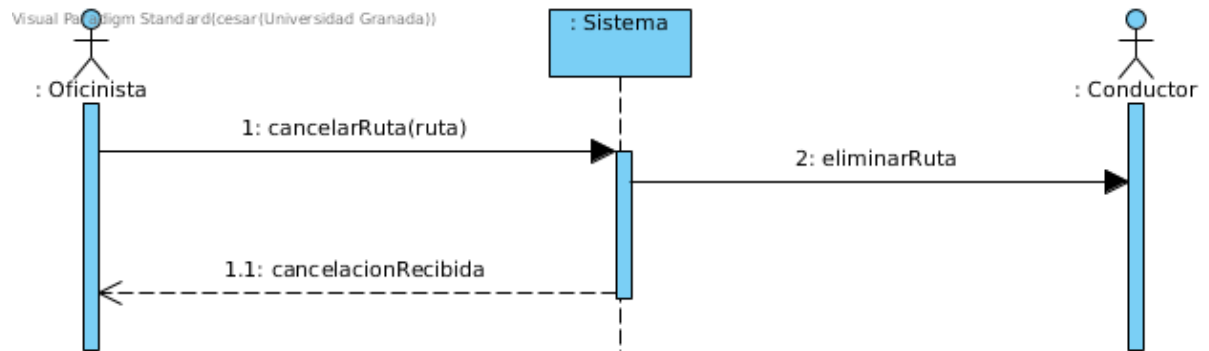 Visual Paradigm Standard(cesar(Universidad Granada))
: Sistema
: Oficinista
: Conductor
1: cancelarRuta(ruta)
2: eliminarRuta
1.1: cancelacionRecibida